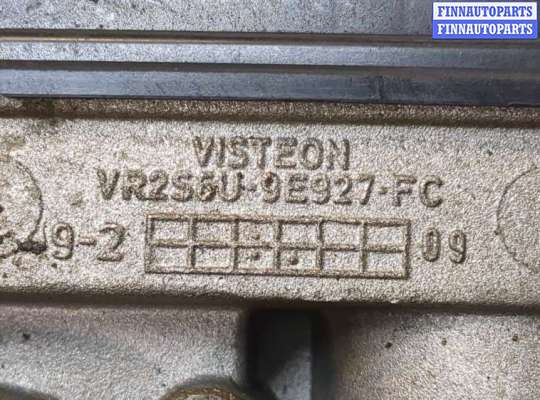 FINNAUTOPARTS
FINNAUTOPARTS
VISTEON
VR2S6U-9E927-FC
9-2 09